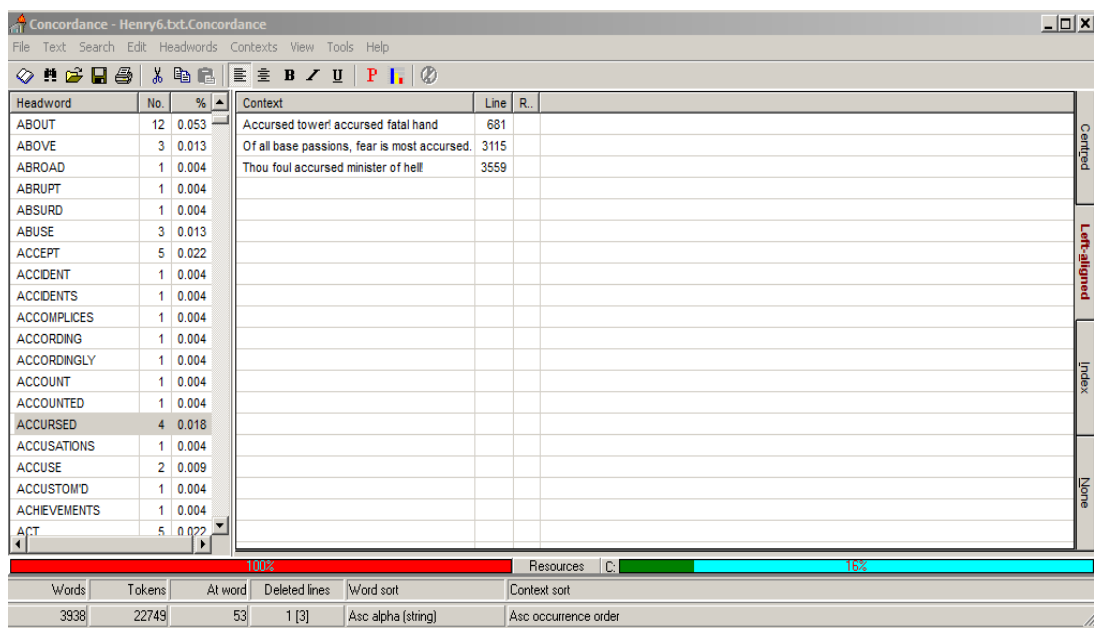 Concordance - Henry6.txt.Concordance
File Text Search Edit Headwords Contexts View Tools Help
B I U P
Headword No. % Context Line R..
ABOUT 12 0.053 Accursed tower! accursed fatal hand 681
ABOVE 3 0.013 Of all base passions, fear is most accursed. 3115
ABROAD 1 0.004 Thou foul accursed minister of hell! 3559
ABRUPT 1 0.004
ABSURD 1 0.004
ABUSE 3 0.013
ACCEPT 5 0.022
ACCIDENT 1 0.004
ACCIDENTS 1 0.004
ACCOMPLICES 1 0.004
ACCORDING 1 0.004
ACCORDINGLY 1 0.004
ACCOUNT 1 0.004
ACCOUNTED 1 0.004
ACCURSED 4 0.018
ACCUSATIONS 1 0.004
ACCUSE 2 0.009
ACCUSTOM'D 1 0.004
ACHIEVEMENTS 1 0.004
ACT 5 0.022
Centred
Left-aligned
Index
None
100% Resources C: 16%
Words Tokens At word Deleted lines Word sort Context sort
3938 22749 53 1 [3] Asc alpha (string) Asc occurrence order